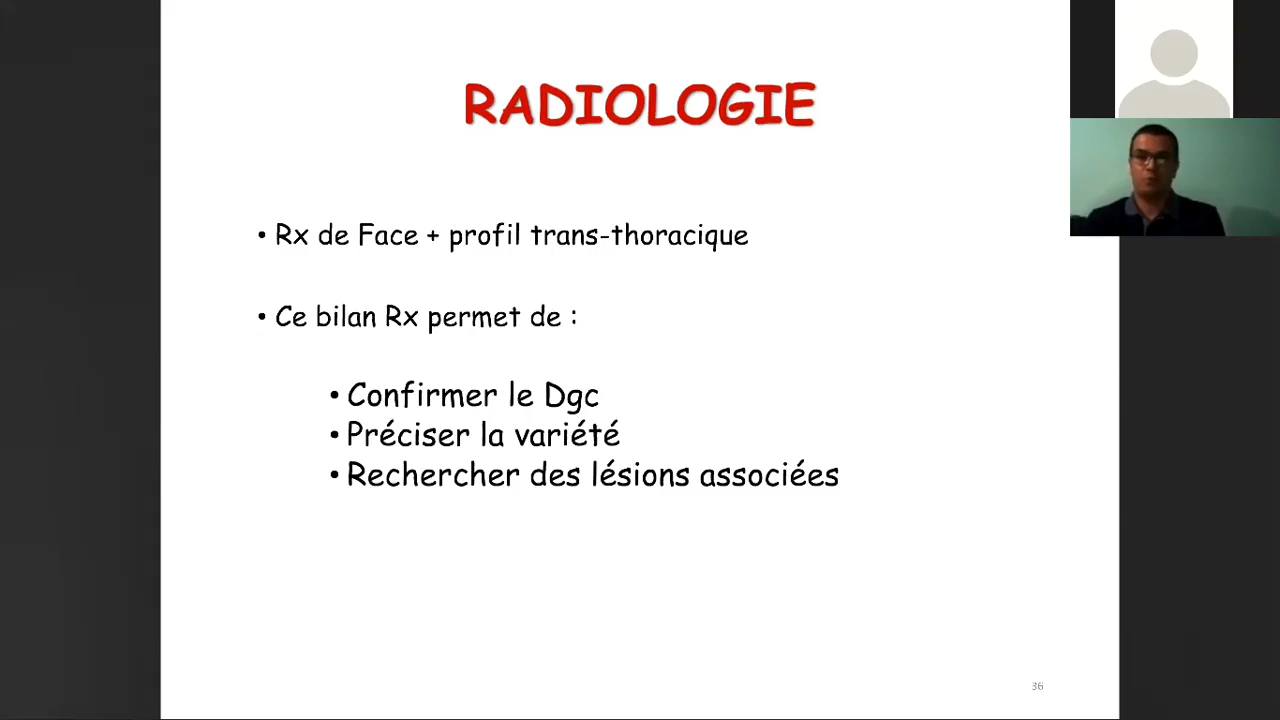 RADIOLOGIE
• Rx de Face + profil trans-thoracique
• Ce bilan Rx permet de :
• Confirmer le Dgc
• Préciser la variété
• Rechercher des lésions associées
36